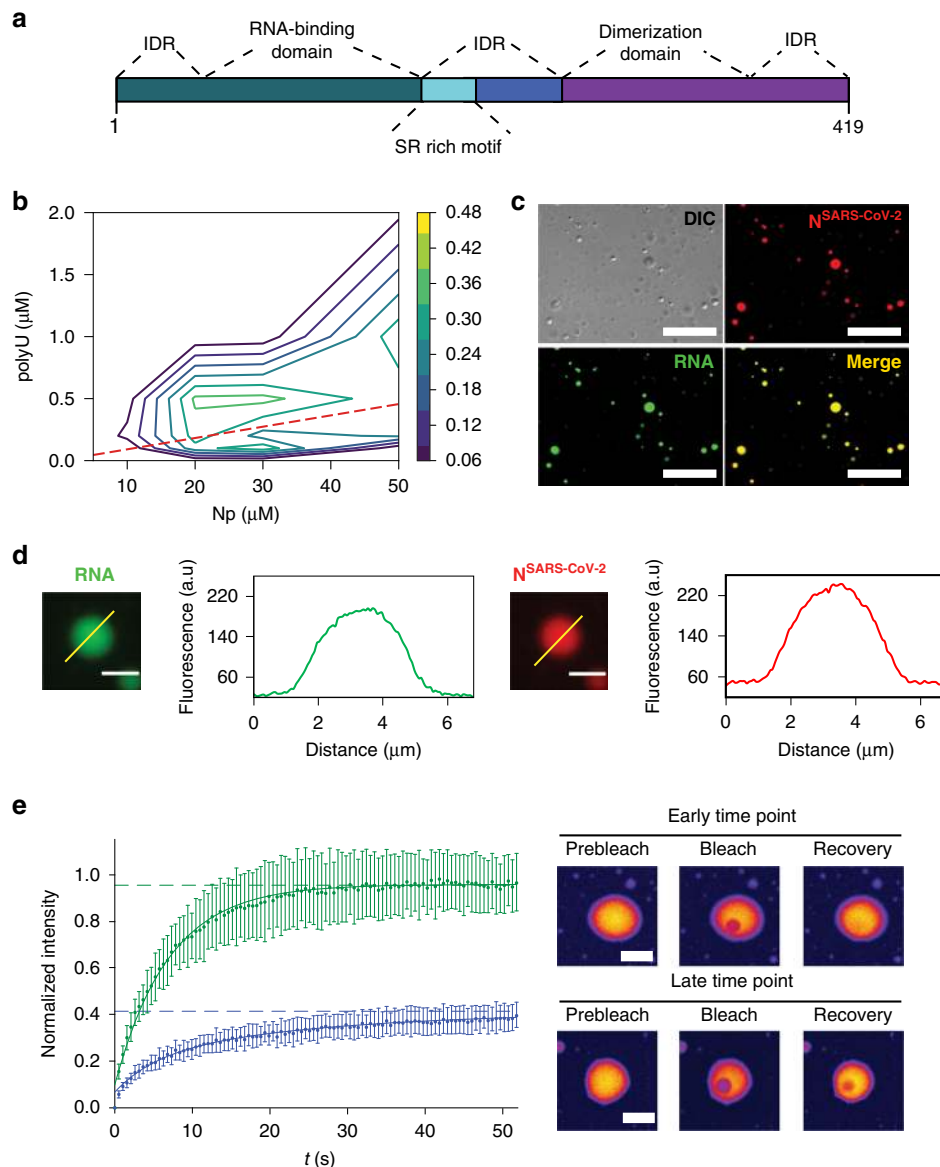 a
RNA-binding
domain
Dimerization
domain
IDR
IDR
IDR
1
419
SR rich motif
b
2.0
1.5
1.0
0.5
0.0
polyU (μM)
10
20
30
40
50
Np (μM)
0.48
0.42
0.36
0.30
0.24
0.18
0.12
0.06
c
DIC
N^SARS-CoV-2
RNA
Merge
d
RNA
Fluorescence (a.u)
220
140
60
0
2
4
6
Distance (μm)
N^SARS-CoV-2
Fluorescence (a.u)
220
140
60
0
2
4
6
Distance (μm)
e
Normalized intensity
1.0
0.8
0.6
0.4
0.2
0.0
0
10
20
30
40
50
t (s)
Early time point
Prebleach
Bleach
Recovery
Late time point
Prebleach
Bleach
Recovery